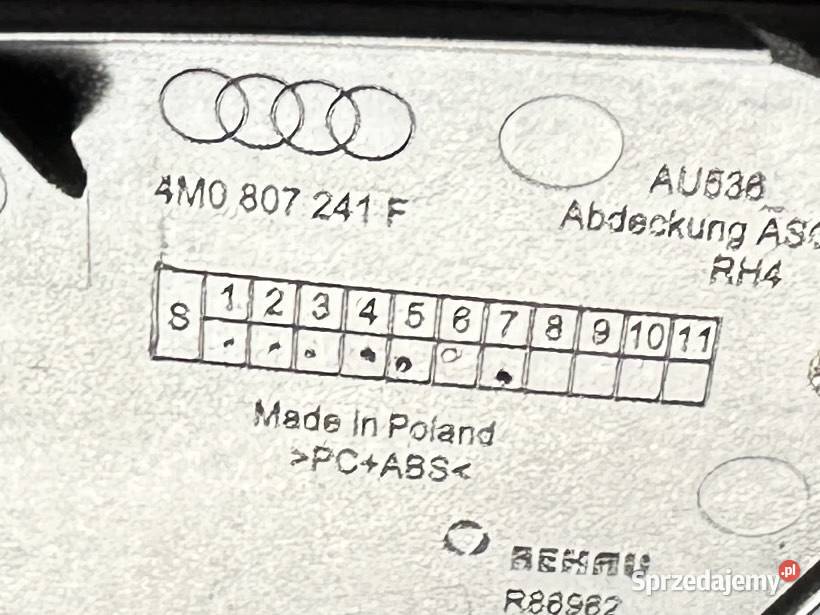 4M0 807 241 F
AU536
Abdeckung
RH4
S 1 2 3 4 5 6 7 8 9 10 11
Made in Poland
>PC+ABS<
REHAU
R86962
Sprzedajemy.pl